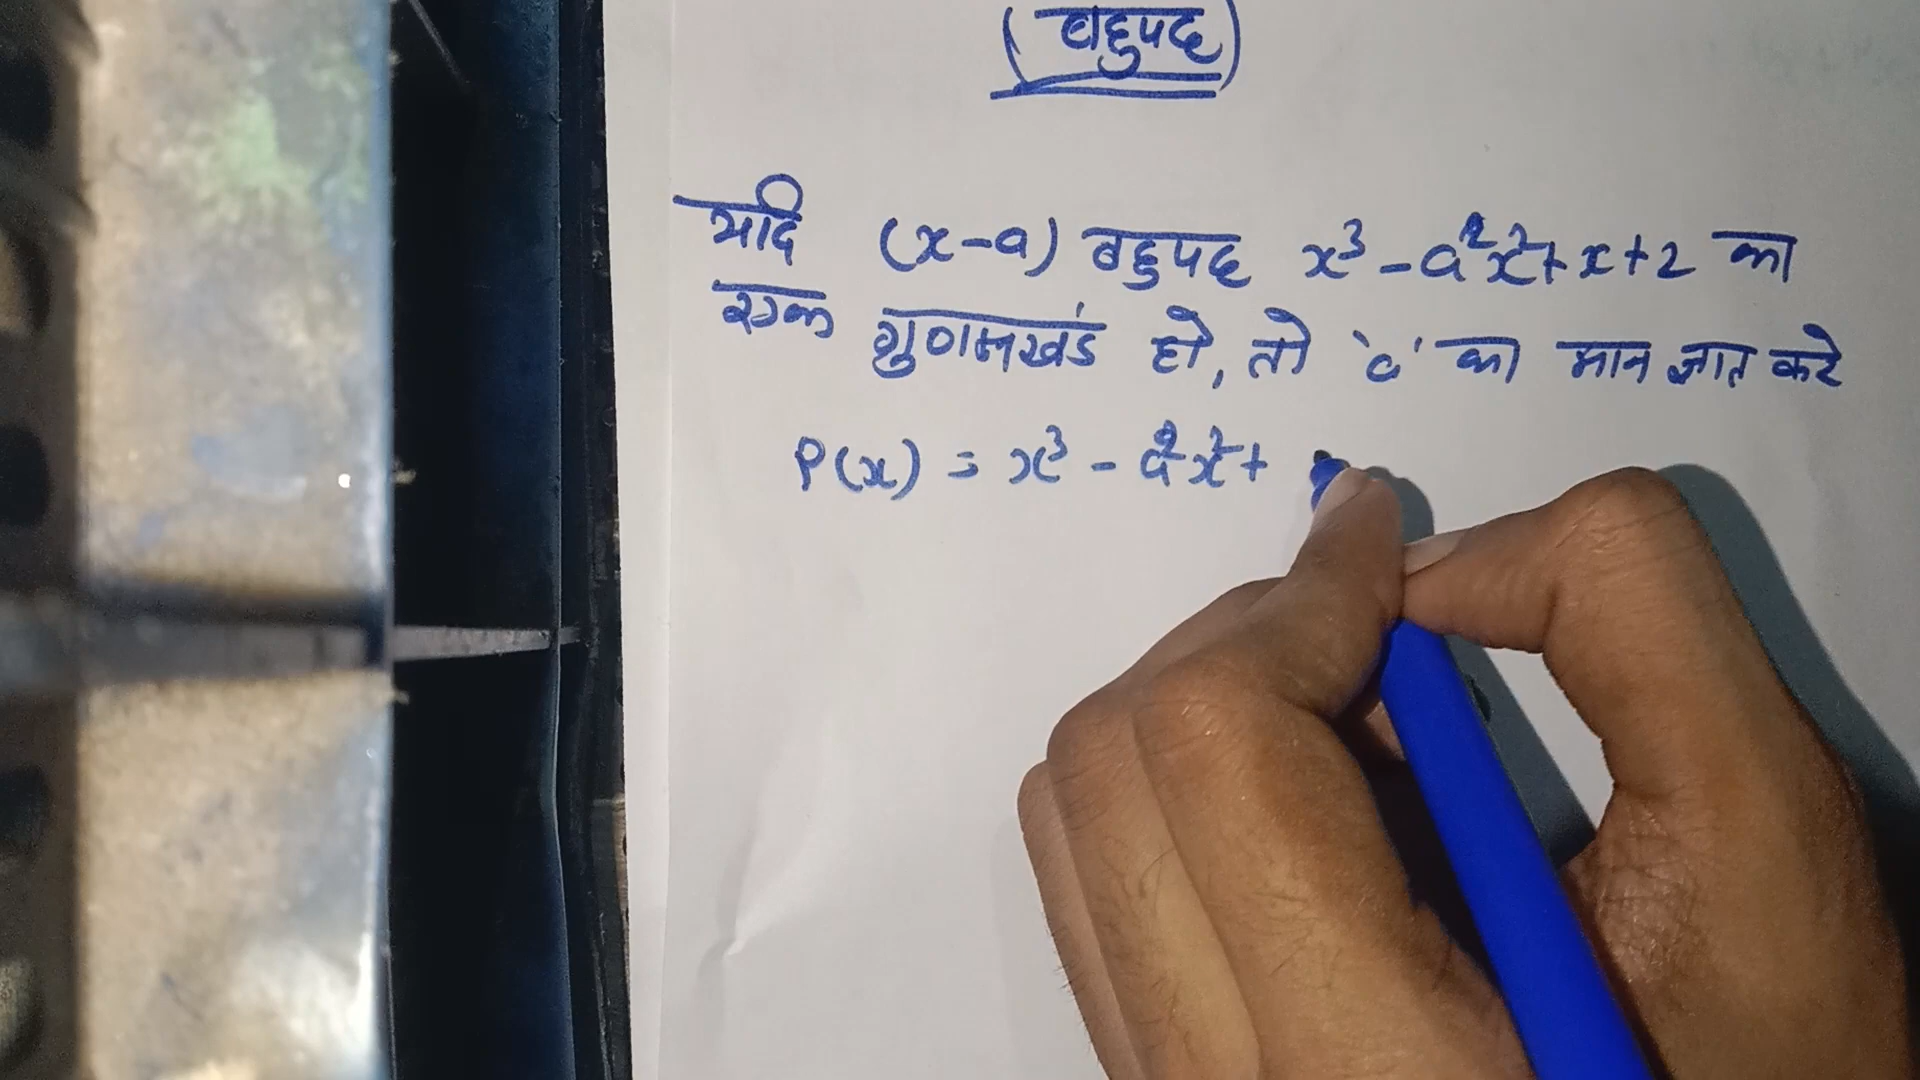 (बहुपद)
यदि (x-a) बहुपद x³-a²x²+x+2 का
एक गुणनखंड हो, तो 'a' का मान ज्ञात करे
P(x) = x³ - a²x²+